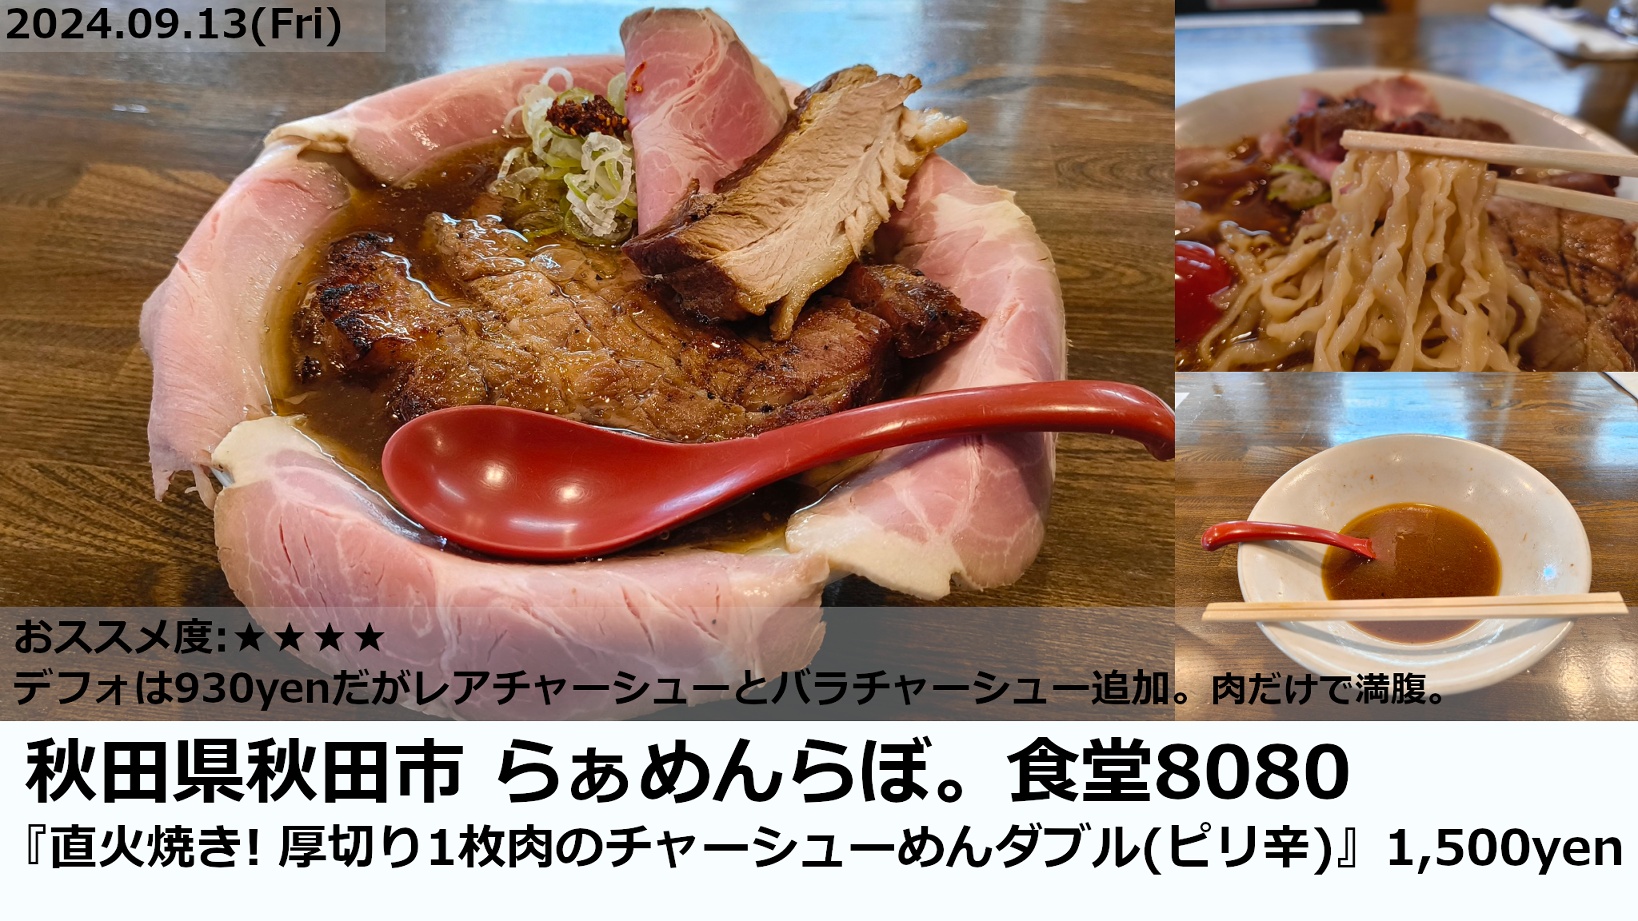 2024.09.13(Fri)
おススメ度:★★★★
デフォは930yenだがレアチャーシューとバラチャーシュー追加。肉だけで満腹。
秋田県秋田市 らぁめんらぼ。食堂8080
『直火焼き! 厚切り1枚肉のチャーシューめんダブル(ピリ辛)』 1,500yen